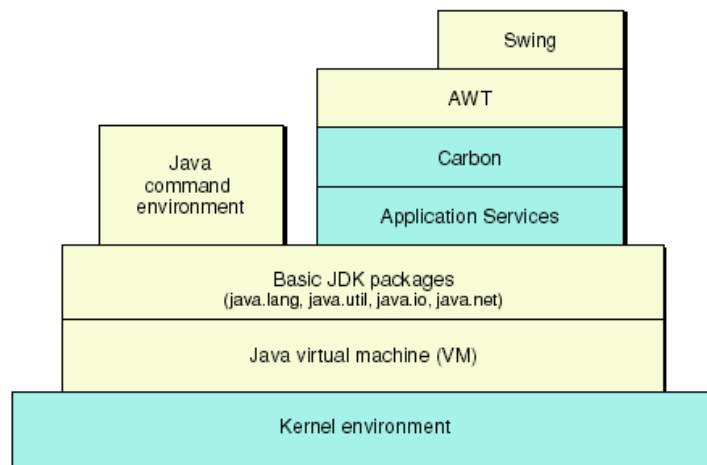 Swing
AWT
Java
command
environment
Carbon
Application Services
Basic JDK packages
(java.lang, java.util, java.io, java.net)
Java virtual machine (VM)
Kernel environment